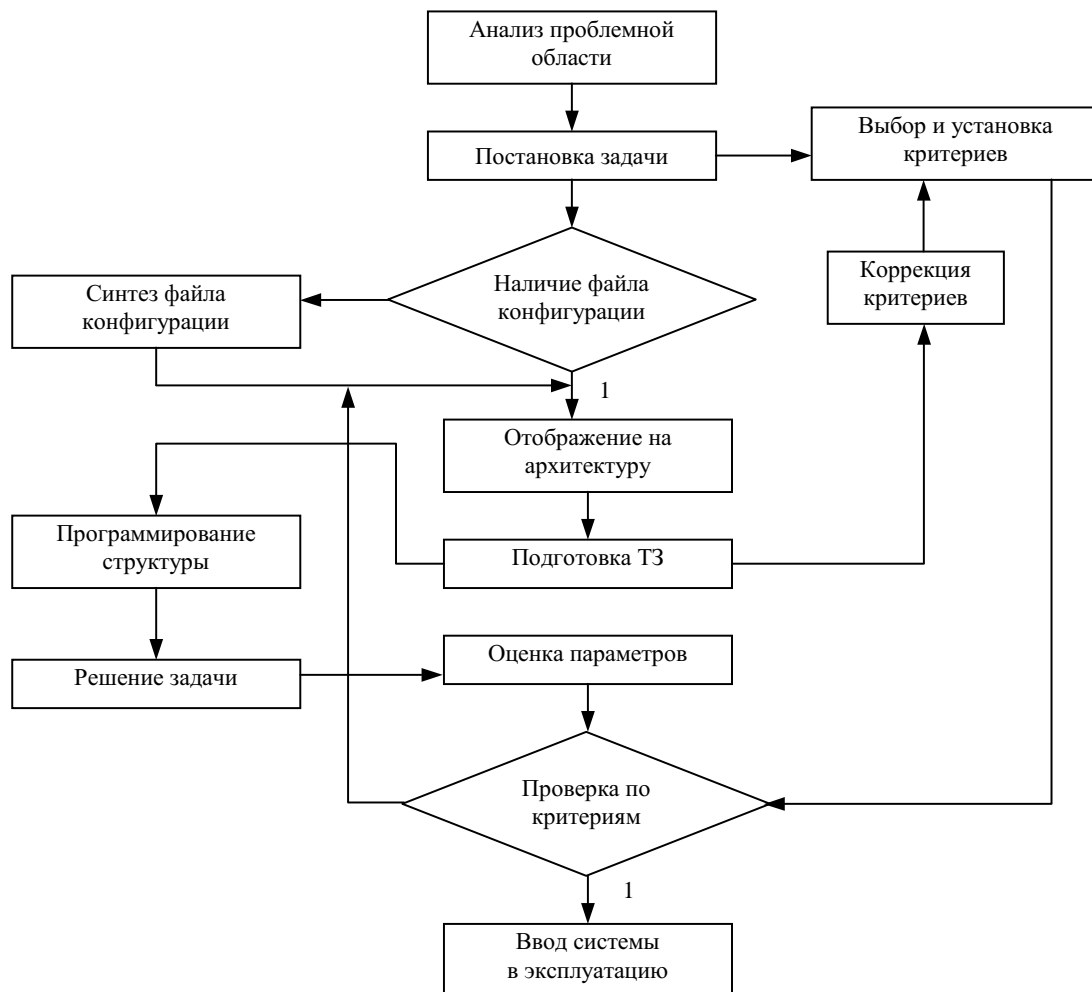 Анализ проблемной
области
Постановка задачи
Выбор и установка
критериев
Наличие файла
конфигурации
Синтез файла
конфигурации
Коррекция
критериев
1
Отображение на
архитектуру
Программирование
структуры
Подготовка ТЗ
Решение задачи
Оценка параметров
Проверка по
критериям
1
Ввод системы
в эксплуатацию